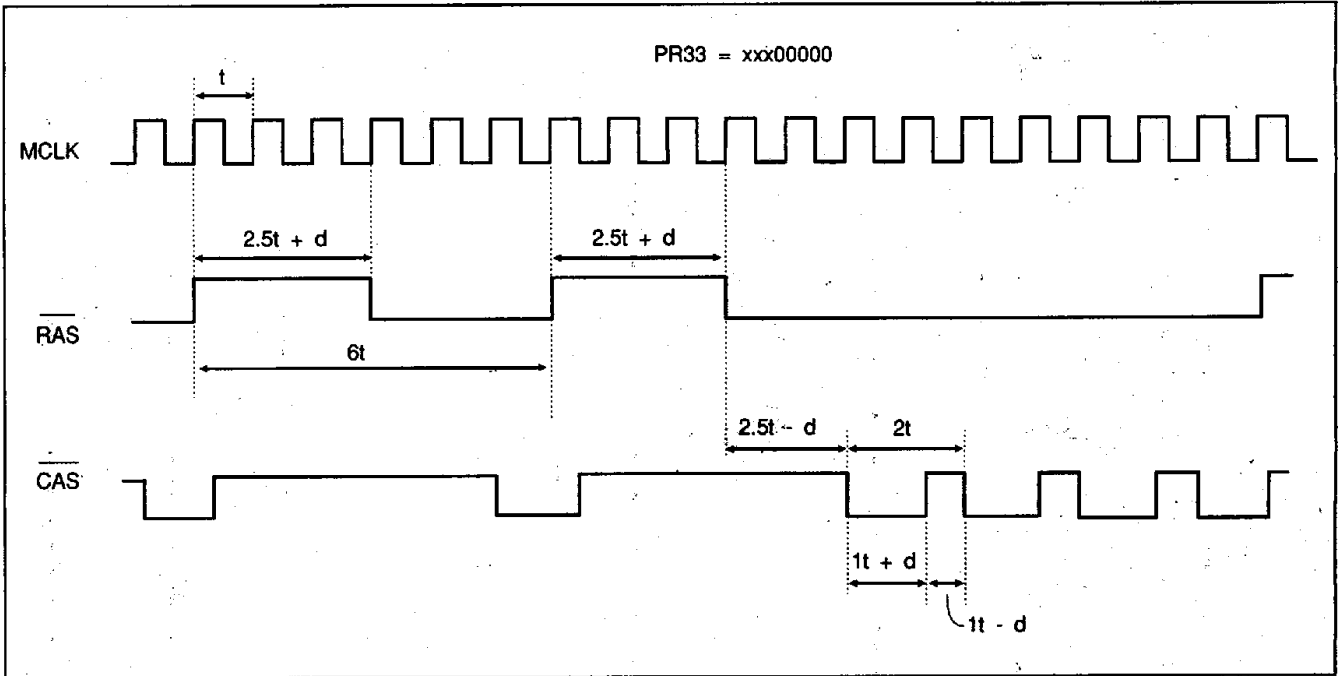 PR33 = xxx00000
t
MCLK
2.5t + d
2.5t + d
RAS
6t
2.5t - d
2t
CAS
1t + d
1t - d